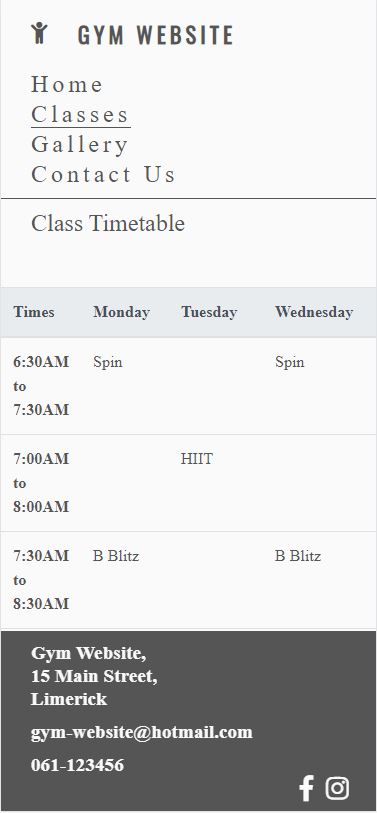 GYM WEBSITE
Home
Classes
Gallery
Contact Us
Class Timetable
Times Monday Tuesday Wednesday
6:30AM Spin Spin
to
7:30AM
7:00AM HIIT
to
8:00AM
7:30AM B Blitz B Blitz
to
8:30AM
Gym Website,
15 Main Street,
Limerick
gym-website@hotmail.com
061-123456